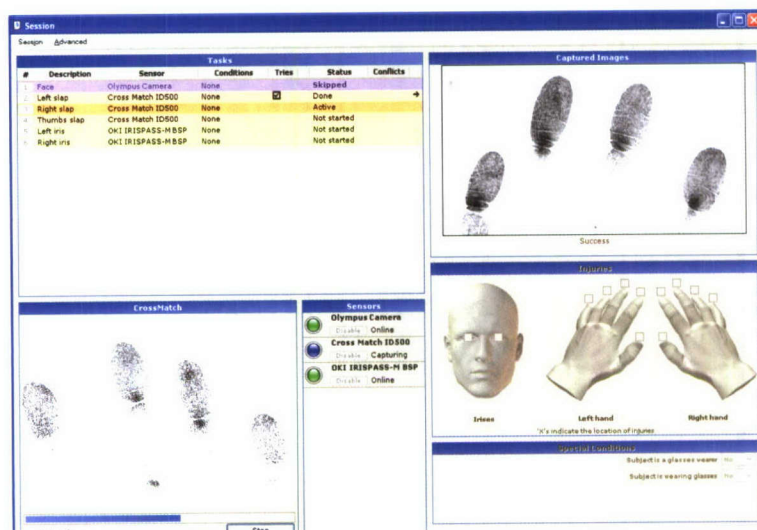 Session
Session Advanced
Tasks
# Description Sensor Conditions Tries Status Conflicts
1 Face Olympus Camera None Skipped
2 Left slap Cross Match ID500 None Done
3 Right slap Cross Match ID500 None Active
4 Thumbs slap Cross Match ID500 None Not started
5 Left iris OKI IRISPASS-M BSP None Not started
6 Right iris OKI IRISPASS-M BSP None Not started
Captured Images
Success
Injuries
Irises Left hand Right hand
'X's indicate the location of injuries
Special Conditions
Subject is a glasses wearer No
Subject is wearing glasses No
CrossMatch
Stop
Sensors
Olympus Camera
Disable Online
Cross Match ID500
Disable Capturing
OKI IRISPASS-M BSP
Disable Online